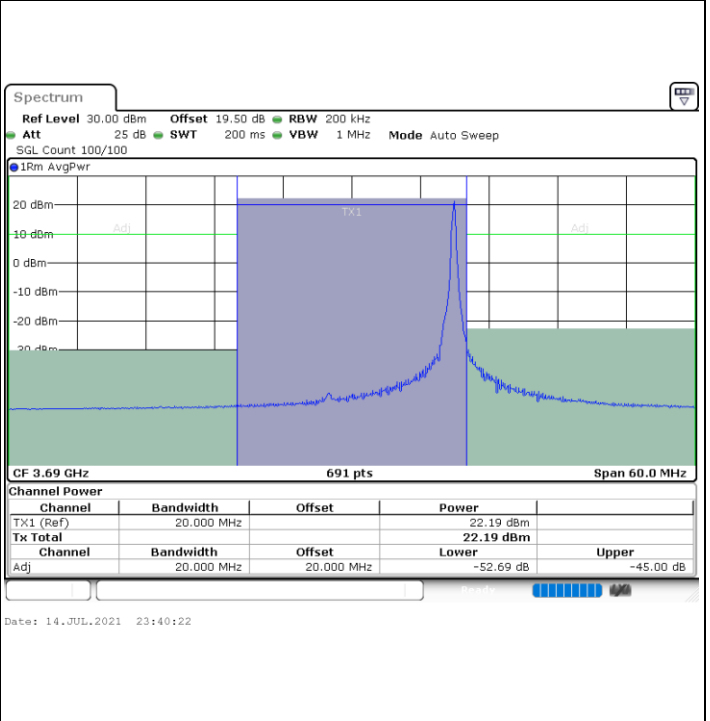 Spectrum
Ref Level 30.00 dBm Offset 19.50 dB RBW 200 kHz
Att 25 dB SWT 200 ms VBW 1 MHz Mode Auto Sweep
SGL Count 100/100
1Rm AvgPwr
20 dBm
TX1
Adj Adj
10 dBm
0 dBm
-10 dBm
-20 dBm
-30 dBm
CF 3.69 GHz 691 pts Span 60.0 MHz
Channel Power
Channel Bandwidth Offset Power
TX1 (Ref) 20.000 MHz 22.19 dBm
Tx Total 22.19 dBm
Channel Bandwidth Offset Lower Upper
Adj 20.000 MHz 20.000 MHz -52.69 dB -45.00 dB
Ready
Date: 14.JUL.2021 23:40:22